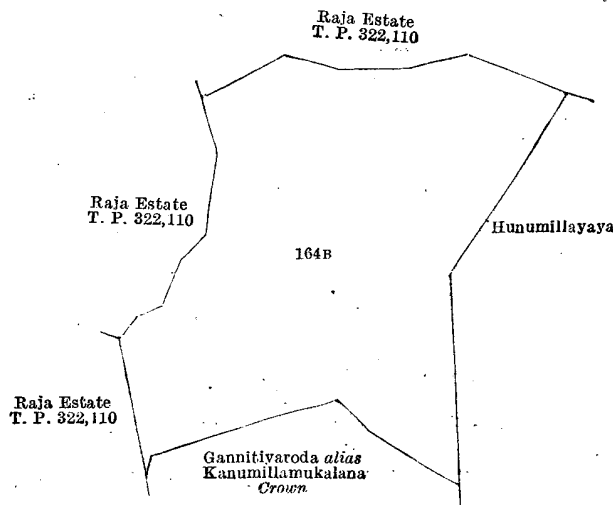 Raja Estate
T. P. 322,110
Raja Estate
T. P. 322,110
Hunumillayaya
164B
Raja Estate
T. P. 322,110
Gannitiyaroda alias
Kanumillamukalana
Crown